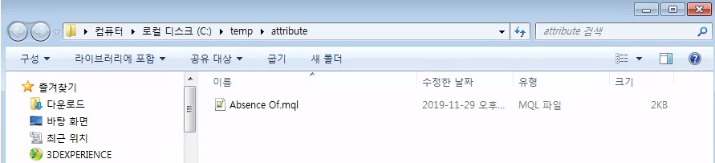 컴퓨터 ▸ 로컬 디스크 (C:) ▸ temp ▸ attribute
attribute 검색
구성 ▾ 라이브러리에 포함 ▾ 공유 대상 ▾ 굽기 새 폴더
즐겨찾기
다운로드
바탕 화면
최근 위치
3DEXPERIENCE
이름 수정한 날짜 유형 크기
Absence Of.mql 2019-11-29 오후... MQL 파일 2KB